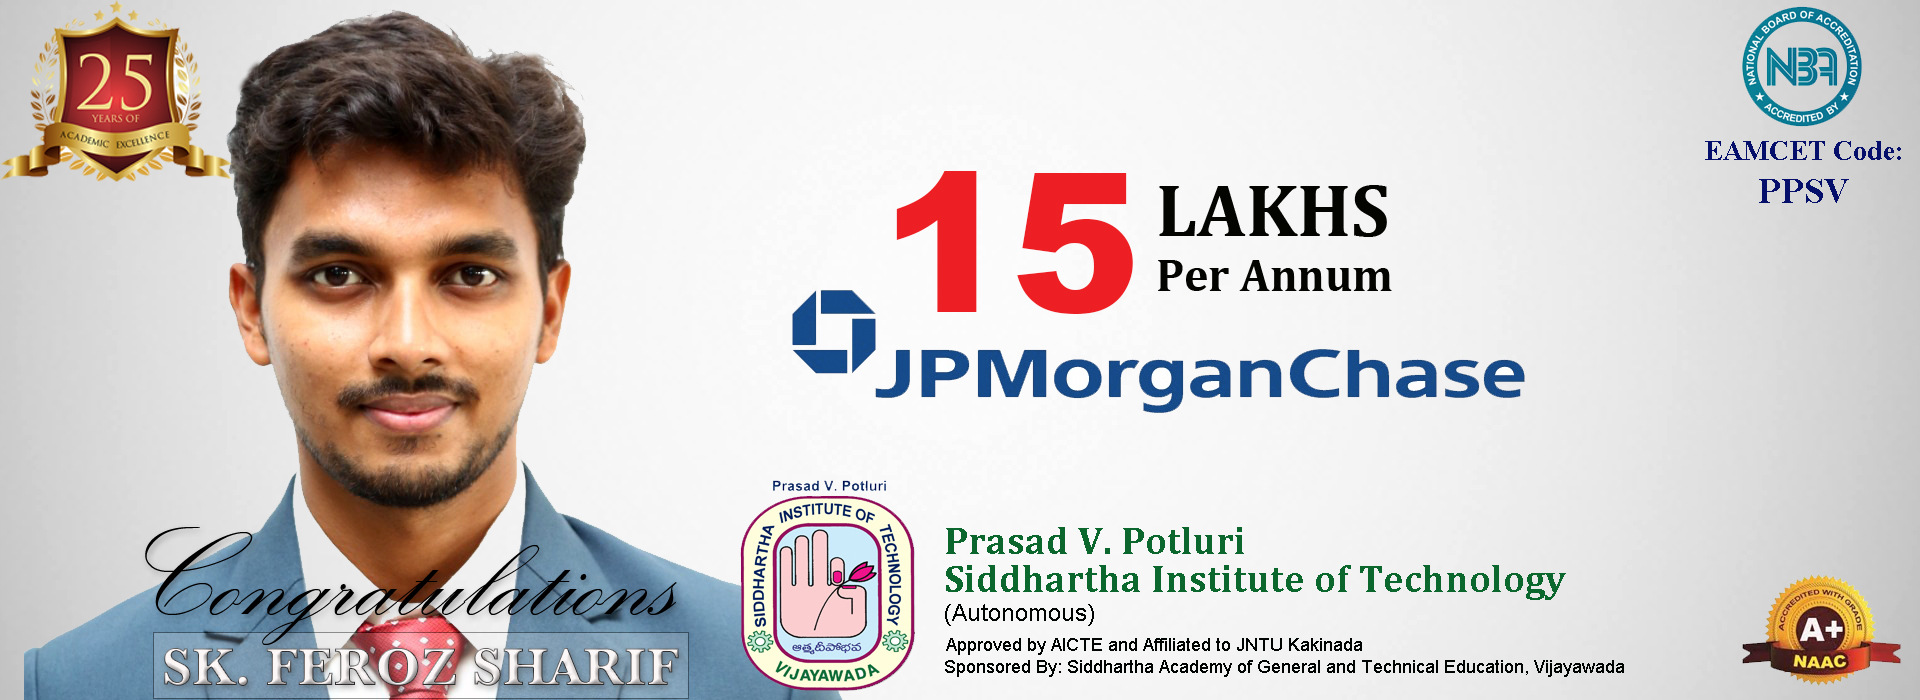 25
YEARS OF
ACADEMIC EXCELLENCE
NATIONAL BOARD OF ACCREDITATION
NBA
★ ACCREDITED BY ★
EAMCET Code:
PPSV
15 LAKHS
Per Annum
JPMorganChase
Congratulations
SK. FEROZ SHARIF
Prasad V. Potluri
SIDDHARTHA INSTITUTE OF TECHNOLOGY
ఆత్మదీపోభవ
VIJAYAWADA
Prasad V. Potluri
Siddhartha Institute of Technology
(Autonomous)
Approved by AICTE and Affiliated to JNTU Kakinada
Sponsored By: Siddhartha Academy of General and Technical Education, Vijayawada
ACCREDITED WITH GRADE
A+
NAAC